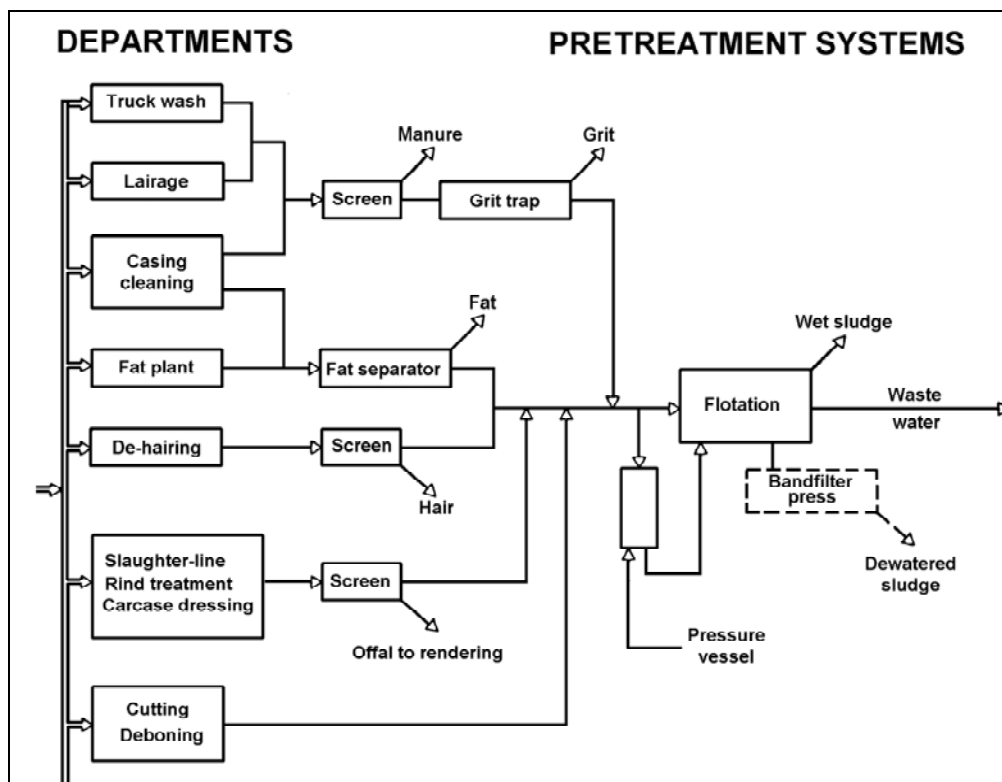 DEPARTMENTS
PRETREATMENT SYSTEMS
Truck wash
Manure
Grit
Lairage
Screen
Grit trap
Casing
cleaning
Fat
Wet sludge
Fat plant
Fat separator
Flotation
Waste
water
De-hairing
Screen
Hair
Bandfilter
press
Slaughter-line
Rind treatment
Carcase dressing
Screen
Dewatered
sludge
Offal to rendering
Pressure
vessel
Cutting
Deboning